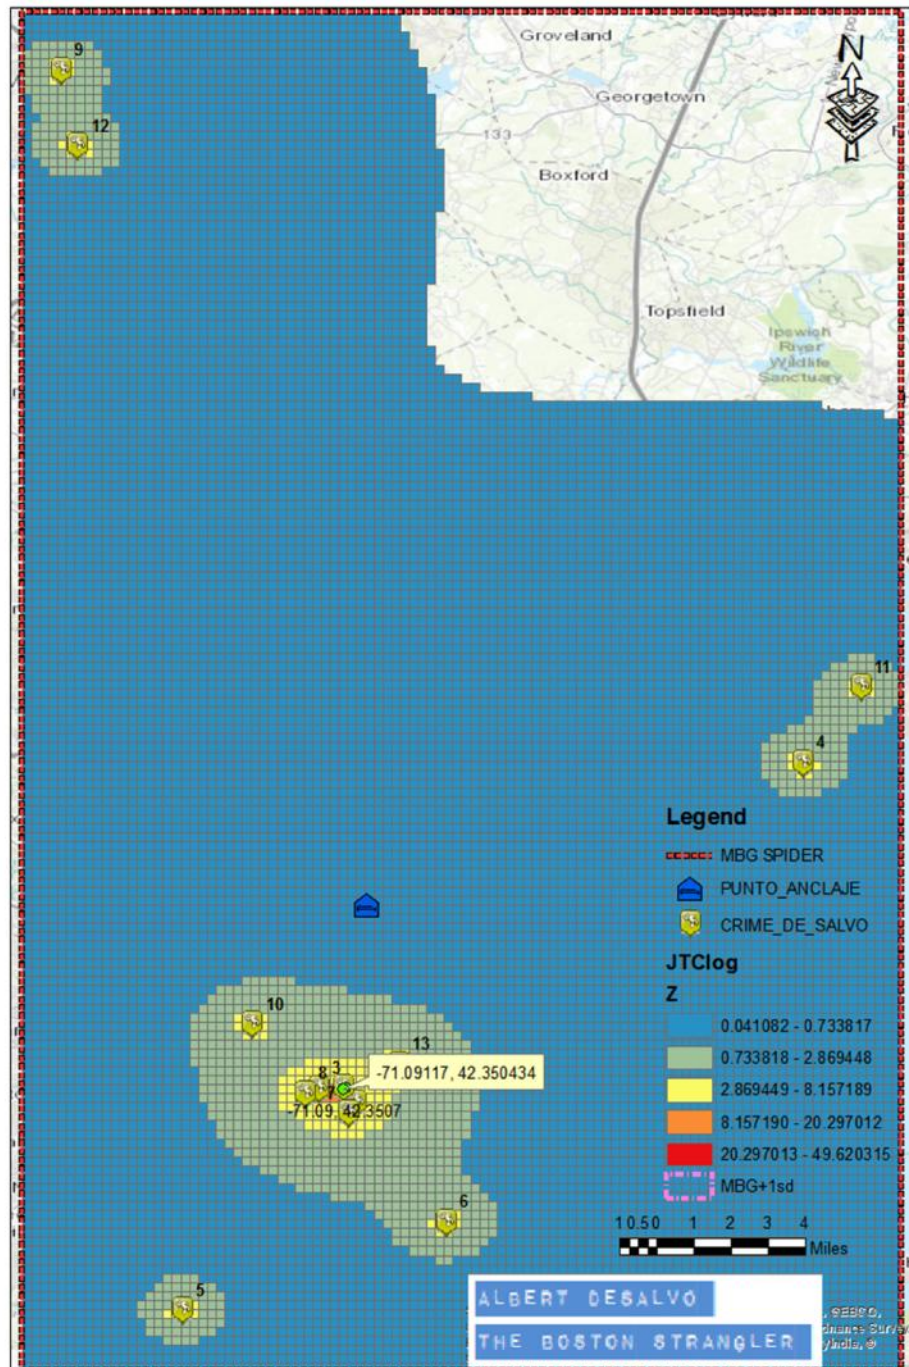 Groveland
Georgetown
133
Boxford
Topsfield
Ipswich
River
Wildlife
Sanctuary
N
9
12
11
4
Legend
MBG SPIDER
PUNTO_ANCLAJE
CRIME_DE_SALVO
JTClog
Z
0.041082 - 0.733817
0.733818 - 2.869448
2.869449 - 8.157189
8.157190 - 20.297012
20.297013 - 49.620315
MBG+1sd
10
13
8 3
-71.09117, 42.350434
7
-71.09, 42.3507
6
1 0.5 0 1 2 3 4
Miles
5
ALBERT DESALVO
THE BOSTON STRANGLER